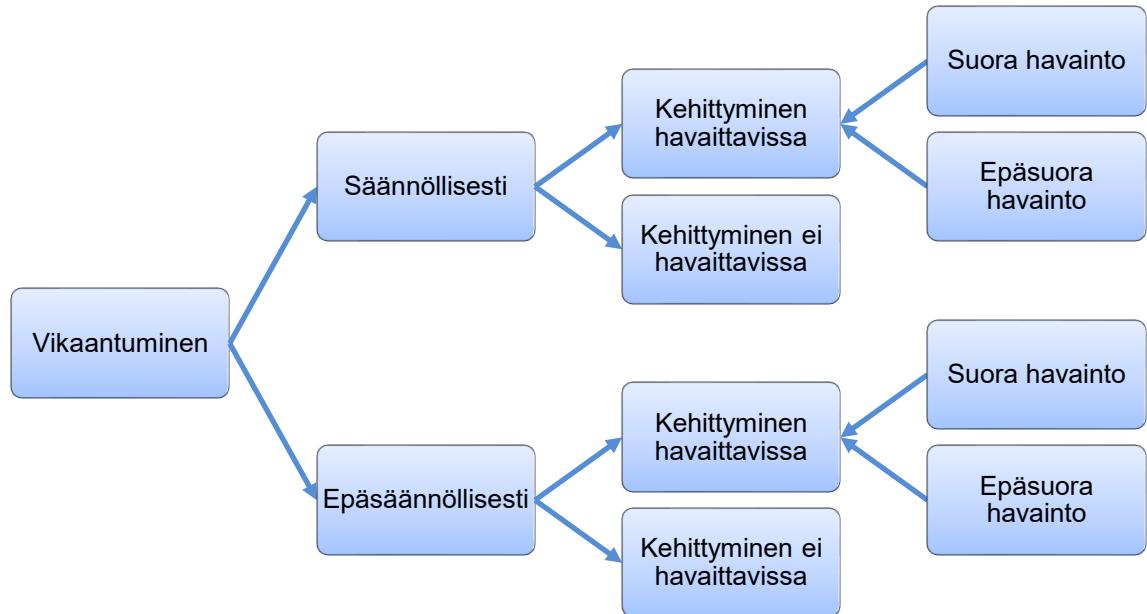 Suora havainto
Kehittyminen
havaittavissa
Säännöllisesti
Epäsuora
havainto
Kehittyminen ei
havaittavissa
Vikaantuminen
Suora havainto
Kehittyminen
havaittavissa
Epäsäännöllisesti
Epäsuora
havainto
Kehittyminen ei
havaittavissa